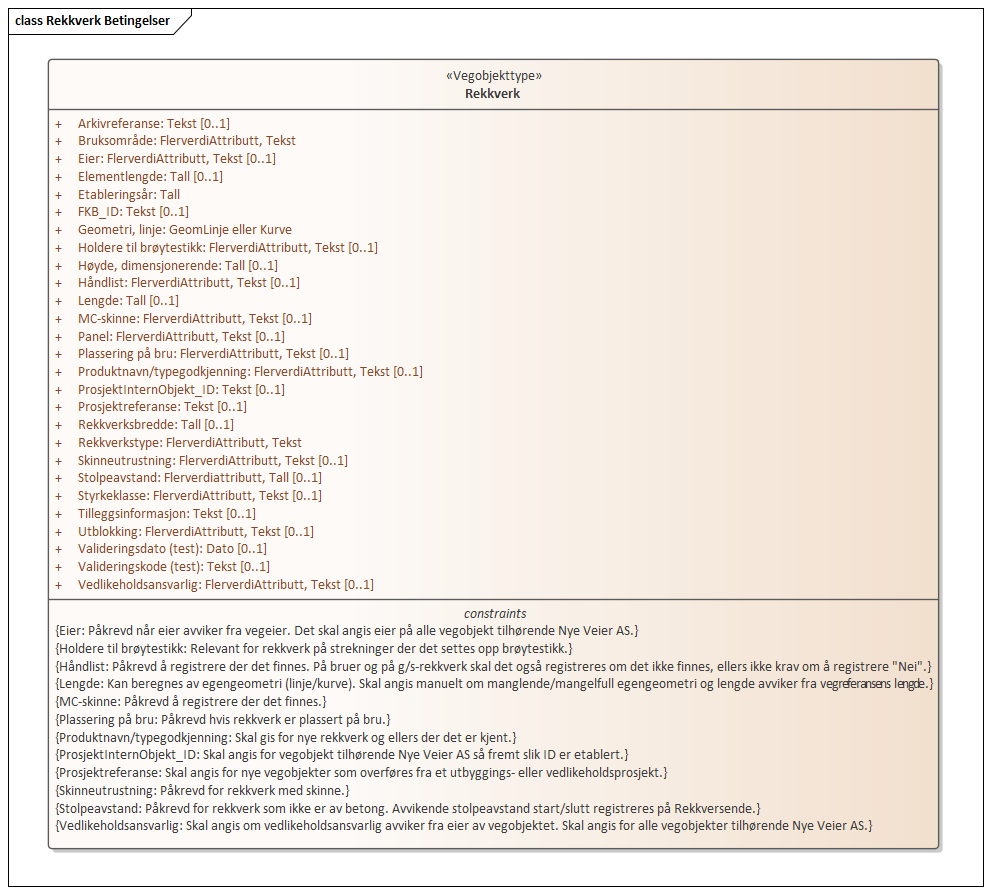 class Rekkverk Betingelser
«Vegobjekttype»
Rekkverk
+ Arkivreferanse: Tekst [0..1]
+ Bruksområde: FlerverdiAttributt, Tekst
+ Eier: FlerverdiAttributt, Tekst [0..1]
+ Elementlengde: Tall [0..1]
+ Etableringsår: Tall
+ FKB_ID: Tekst [0..1]
+ Geometri, linje: GeomLinje eller Kurve
+ Holdere til brøytestikk: FlerverdiAttributt, Tekst [0..1]
+ Høyde, dimensjonerende: Tall [0..1]
+ Håndlist: FlerverdiAttributt, Tekst [0..1]
+ Lengde: Tall [0..1]
+ MC-skinne: FlerverdiAttributt, Tekst [0..1]
+ Panel: FlerverdiAttributt, Tekst [0..1]
+ Plassering på bru: FlerverdiAttributt, Tekst [0..1]
+ Produktnavn/typegodkjenning: FlerverdiAttributt, Tekst [0..1]
+ ProsjektInternObjekt_ID: Tekst [0..1]
+ Prosjektreferanse: Tekst [0..1]
+ Rekkverksbredde: Tall [0..1]
+ Rekkverkstype: FlerverdiAttributt, Tekst
+ Skinneutrustning: FlerverdiAttributt, Tekst [0..1]
+ Stolpeavstand: Flerverdiattributt, Tall [0..1]
+ Styrkeklasse: FlerverdiAttributt, Tekst [0..1]
+ Tilleggsinformasjon: Tekst [0..1]
+ Utblokking: FlerverdiAttributt, Tekst [0..1]
+ Valideringsdato (test): Dato [0..1]
+ Valideringskode (test): Tekst [0..1]
+ Vedlikeholdsansvarlig: FlerverdiAttributt, Tekst [0..1]
constraints
{Eier: Påkrevd når eier avviker fra vegeier. Det skal angis eier på alle vegobjekt tilhørende Nye Veier AS.}
{Holdere til brøytestikk: Relevant for rekkverk på strekninger der det settes opp brøytestikk.}
{Håndlist: Påkrevd å registrere der det finnes. På bruer og på g/s-rekkverk skal det også registreres om det ikke finnes, ellers ikke krav om å registrere "Nei".}
{Lengde: Kan beregnes av egengeometri (linje/kurve). Skal angis manuelt om manglende/mangelfull egengeometri og lengde avviker fra vegreferansens lengde.}
{MC-skinne: Påkrevd å registrere der det finnes.}
{Plassering på bru: Påkrevd hvis rekkverk er plassert på bru.}
{Produktnavn/typegodkjenning: Skal gis for nye rekkverk og ellers der det er kjent.}
{ProsjektInternObjekt_ID: Skal angis for vegobjekt tilhørende Nye Veier AS så fremt slik ID er etablert.}
{Prosjektreferanse: Skal angis for nye vegobjekter som overføres fra et utbyggings- eller vedlikeholdsprosjekt.}
{Skinneutrustning: Påkrevd for rekkverk med skinne.}
{Stolpeavstand: Påkrevd for rekkverk som ikke er av betong. Avvikende stolpeavstand start/slutt registreres på Rekkversende.}
{Vedlikeholdsansvarlig: Skal angis om vedlikeholdsansvarlig avviker fra eier av vegobjektet. Skal angis for alle vegobjekter tilhørende Nye Veier AS.}